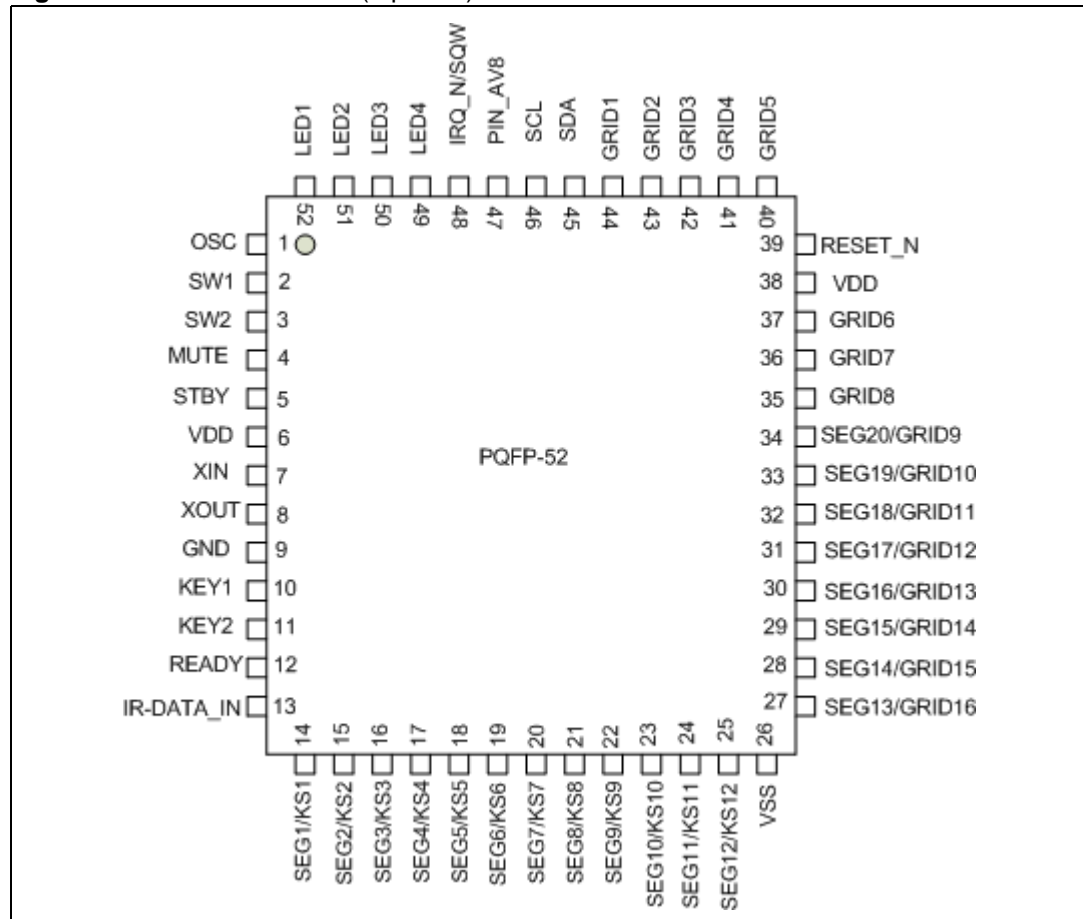 IRQ_N/SQW
PIN_AV8
LED1 LED2 LED3 LED4 SCL SDA GRID1 GRID2 GRID3 GRID4 GRID5
52 51 50 49 48 47 46 45 44 43 42 41 40
OSC 1 39 RESET_N
SW1 2 38 VDD
SW2 3 37 GRID6
MUTE 4 36 GRID7
STBY 5 35 GRID8
VDD 6 34 SEG20/GRID9
PQFP-52
XIN 7 33 SEG19/GRID10
XOUT 8 32 SEG18/GRID11
GND 9 31 SEG17/GRID12
KEY1 10 30 SEG16/GRID13
KEY2 11 29 SEG15/GRID14
READY 12 28 SEG14/GRID15
IR-DATA_IN 13 27 SEG13/GRID16
14 15 16 17 18 19 20 21 22 23 24 25 26
SEG1/KS1 SEG2/KS2 SEG3/KS3 SEG4/KS4 SEG5/KS5 SEG6/KS6 SEG7/KS7 SEG8/KS8 SEG9/KS9 SEG10/KS10 SEG11/KS11 SEG12/KS12 VSS